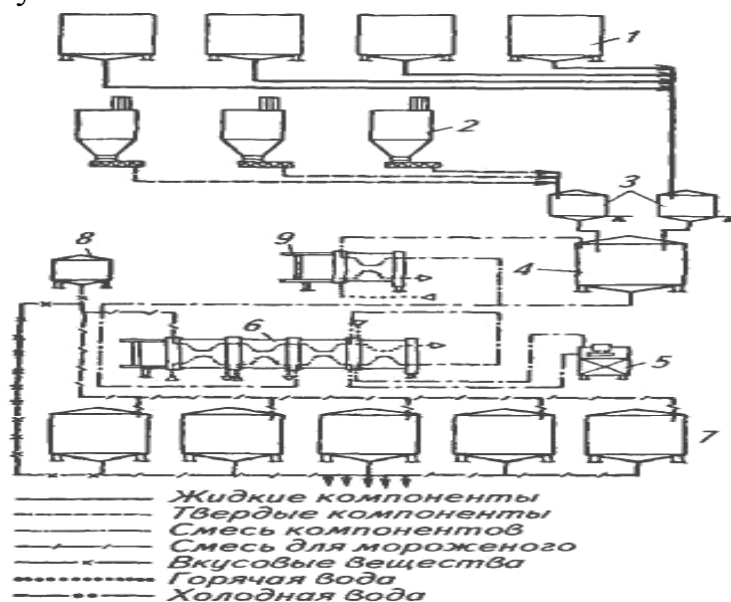 у
1
2
3
8
9
4
6
5
7
Жидкие компоненты
Твердые компоненты
Смесь компонентов
Смесь для мороженого
Вкусовые вещества
Горячая вода
Холодная вода